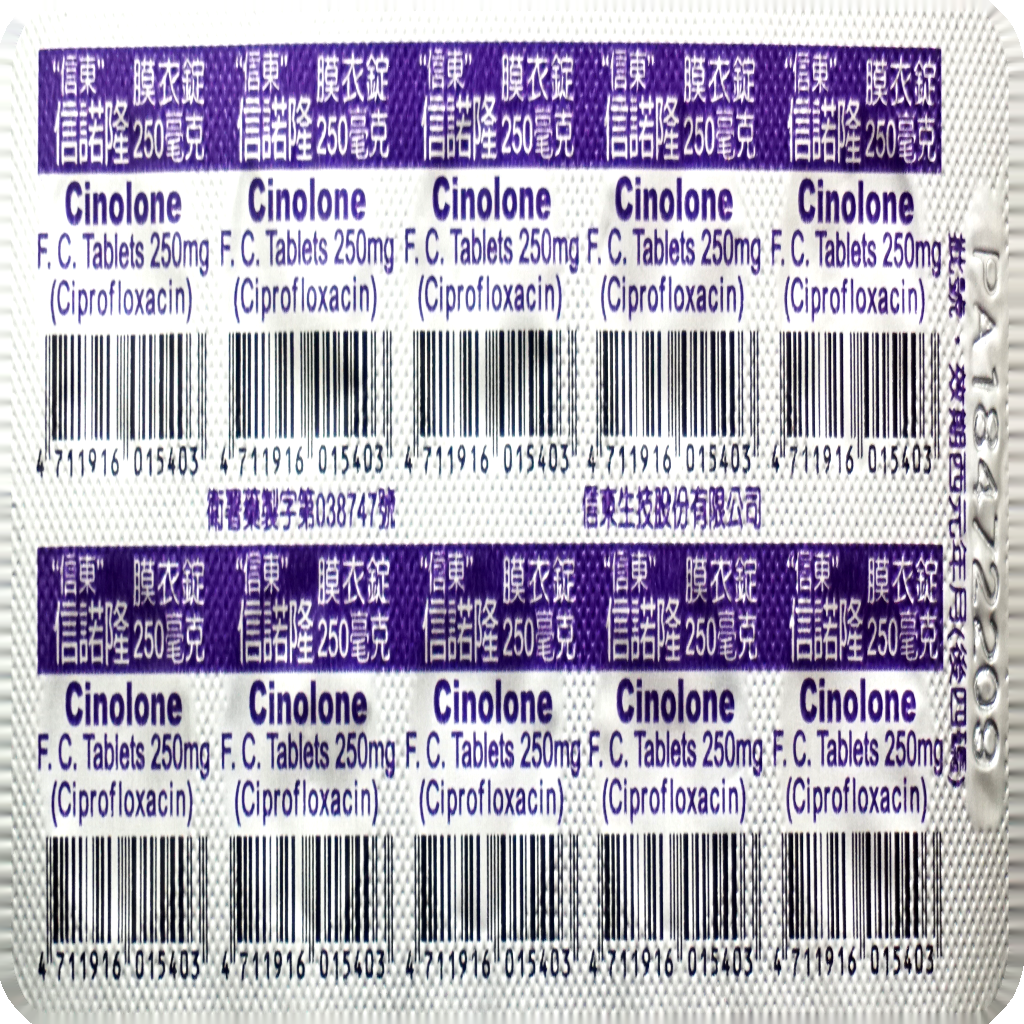 "信東" 膜衣錠 "信東" 膜衣錠 "信東" 膜衣錠 "信東" 膜衣錠 "信東" 膜衣錠
信諾隆 250毫克 信諾隆 250毫克 信諾隆 250毫克 信諾隆 250毫克 信諾隆 250毫克
Cinolone Cinolone Cinolone Cinolone Cinolone
F. C. Tablets 250mg F. C. Tablets 250mg F. C. Tablets 250mg F. C. Tablets 250mg F. C. Tablets 250mg
(Ciprofloxacin) (Ciprofloxacin) (Ciprofloxacin) (Ciprofloxacin) (Ciprofloxacin)
4 711916 015403 4 711916 015403 4 711916 015403 4 711916 015403 4 711916 015403
衛署藥製字第038747號 信東生技股份有限公司
"信東" 膜衣錠 "信東" 膜衣錠 "信東" 膜衣錠 "信東" 膜衣錠 "信東" 膜衣錠
信諾隆 250毫克 信諾隆 250毫克 信諾隆 250毫克 信諾隆 250毫克 信諾隆 250毫克
Cinolone Cinolone Cinolone Cinolone Cinolone
F. C. Tablets 250mg F. C. Tablets 250mg F. C. Tablets 250mg F. C. Tablets 250mg F. C. Tablets 250mg
(Ciprofloxacin) (Ciprofloxacin) (Ciprofloxacin) (Ciprofloxacin) (Ciprofloxacin)
4 711916 015403 4 711916 015403 4 711916 015403 4 711916 015403 4 711916 015403
批號・效期西元年月(後四碼)
PA18472208